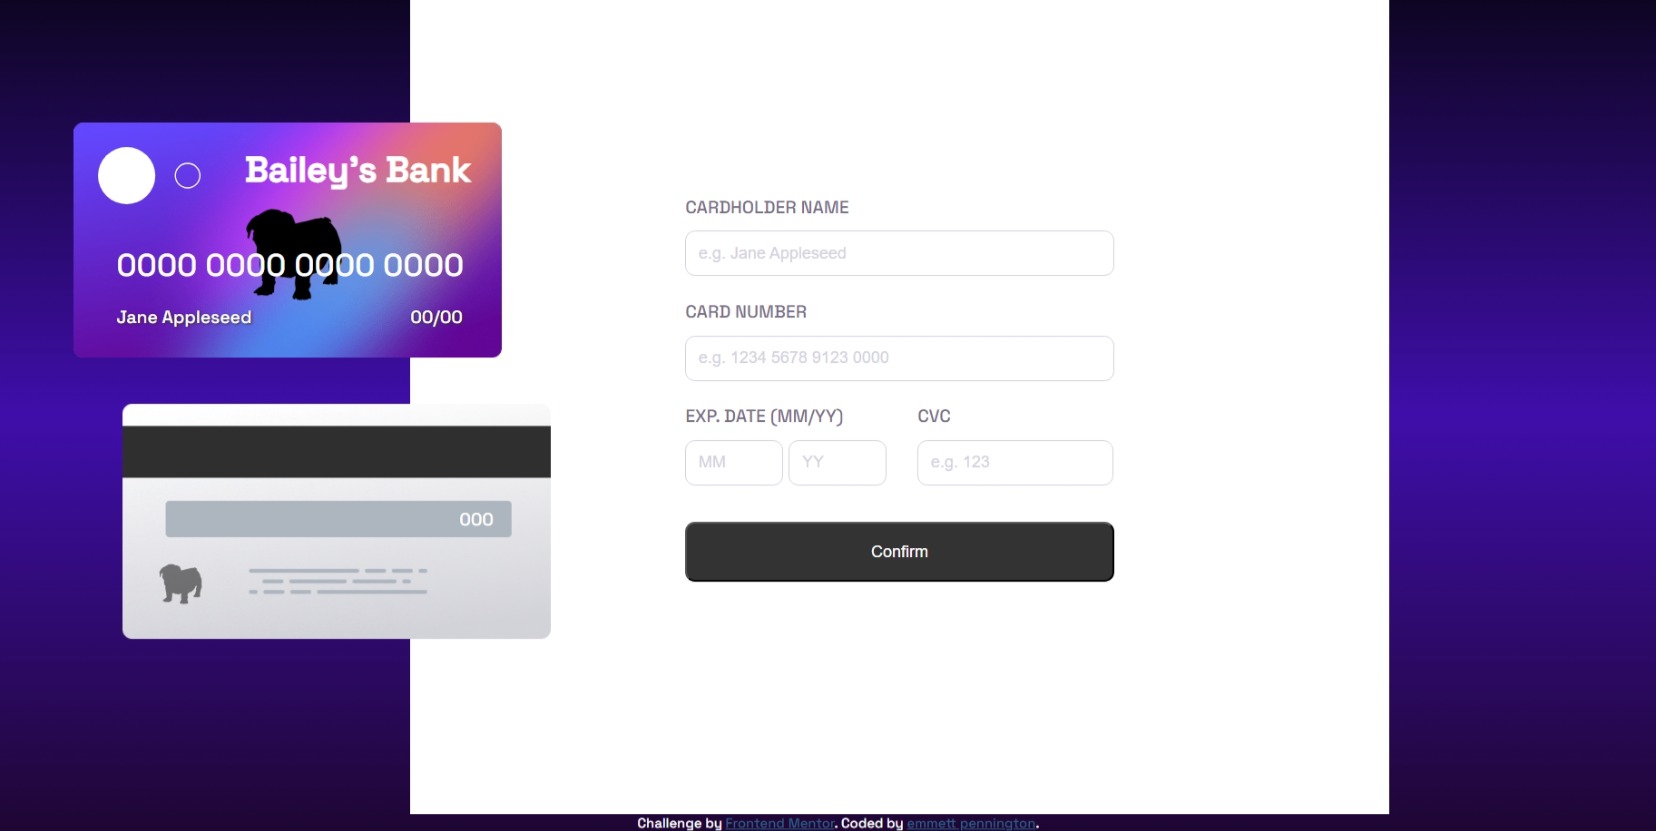 Bailey's Bank
0000 0000 0000 0000
Jane Appleseed 00/00
000
CARDHOLDER NAME
e.g. Jane Appleseed
CARD NUMBER
e.g. 1234 5678 9123 0000
EXP. DATE (MM/YY) CVC
MM YY e.g. 123
Confirm
Challenge by Frontend Mentor. Coded by emmett pennington.